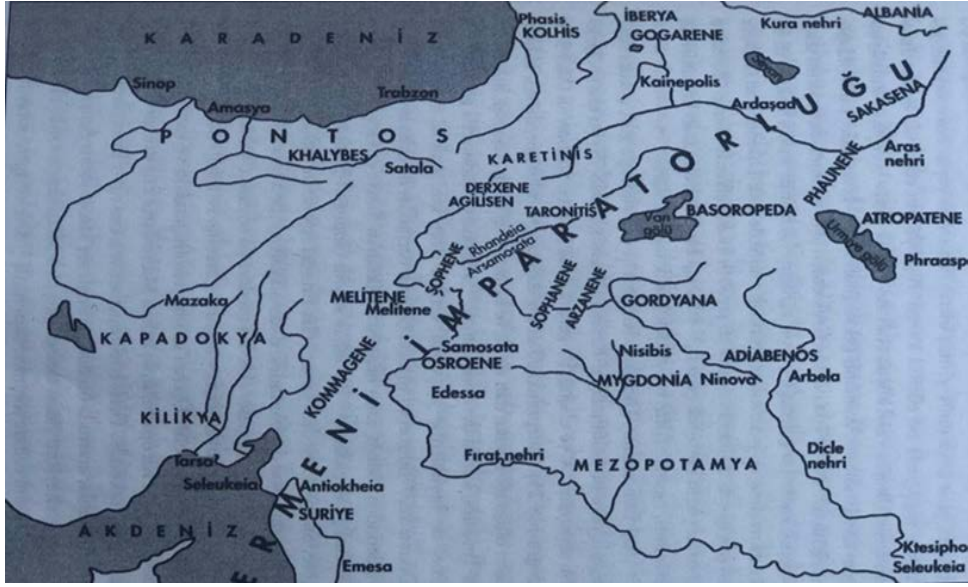 KARADENİZ
Phasis
KOLHİS
İBERYA
GOGARENE
Kura nehri
ALBANIA
Sinop
Amasya
Trabzon
Kainepolis
Ardaşad
SAKASENA
Aras
nehri
PONTOS
KHALYBES
Satala
KARETİNİS
DERXENE
AGİLİSEN
TARONİTİS
Van
gölü
BASOROPEDA
PHAUNENE
ATROPATENE
Urmiye gölü
Phraasp
SOPHENE
Rhandeia
Arsamosata
Mazaka
MELİTENE
Melitene
SOPHANENE
ARZANENE
GORDYANA
KAPADOKYA
KOMMAGENE
Samosata
OSROENE
Edessa
Nisibis
MYGDONİA
Ninova
ADİABENOS
Arbela
KİLİKYA
Tarsa
Seleukeia
Antiokheia
SURİYE
Emesa
Fırat nehri
MEZOPOTAMYA
Dicle
nehri
AKDENİZ
Ktesipho
Seleukeia
ERMENİ İMPARATORLUĞU